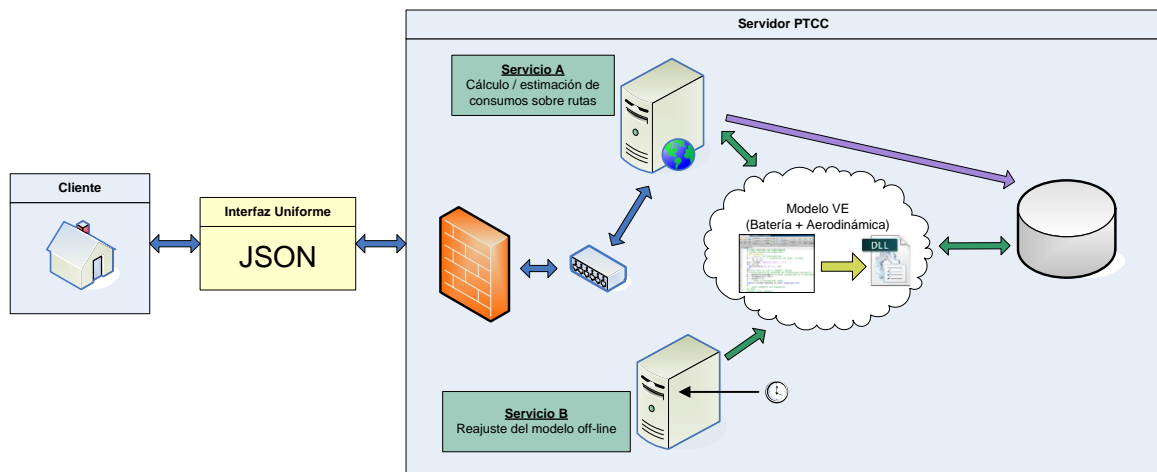 Servidor PTCC
Servicio A
Cálculo / estimación de
consumos sobre rutas
Cliente
Interfaz Uniforme
JSON
Modelo VE
(Batería + Aerodinámica)
DLL
Servicio B
Reajuste del modelo off-line